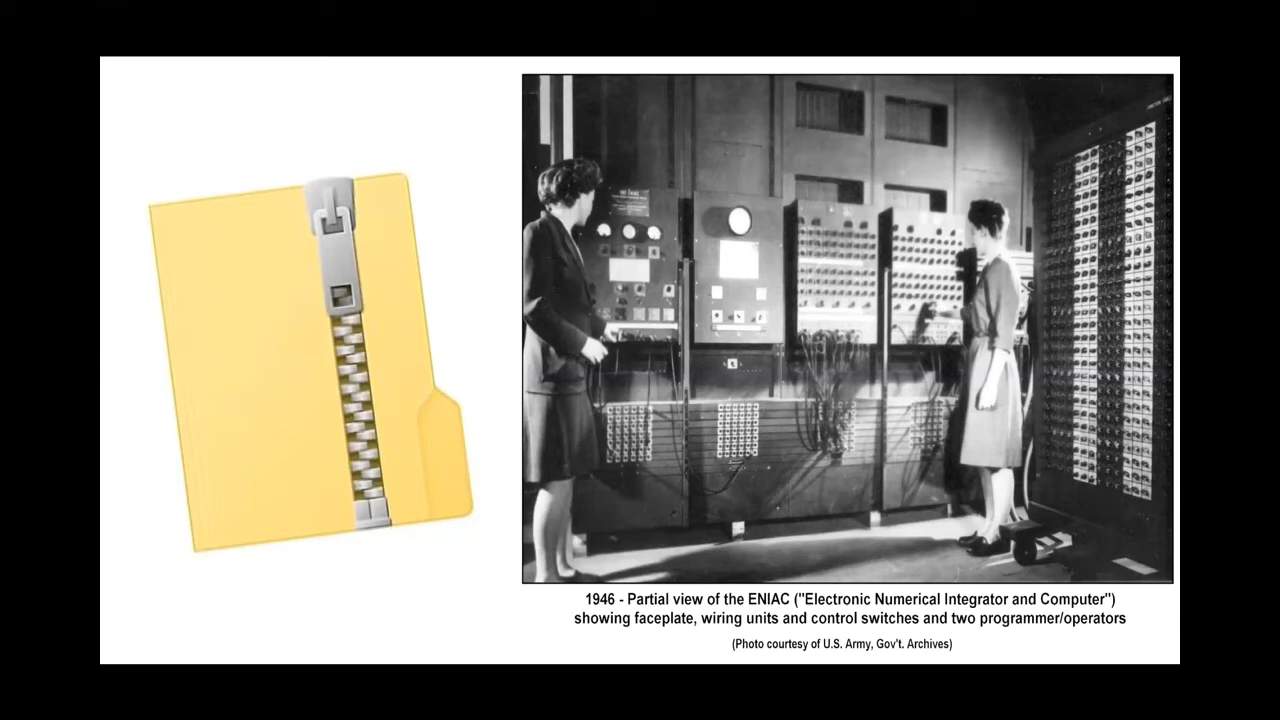 1946 - Partial view of the ENIAC ("Electronic Numerical Integrator and Computer")
showing faceplate, wiring units and control switches and two programmer/operators
(Photo courtesy of U.S. Army, Gov't. Archives)